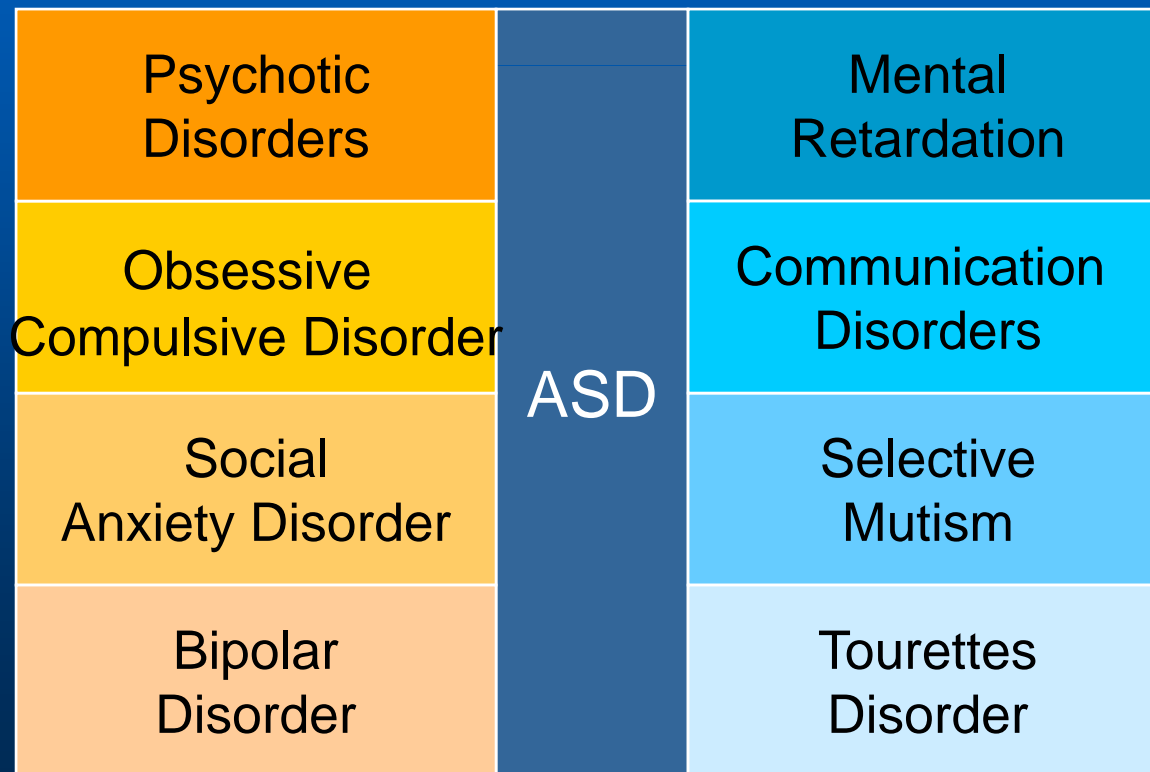 Psychotic
Disorders
Obsessive
Compulsive Disorder
Social
Anxiety Disorder
Bipolar
Disorder
ASD
Mental
Retardation
Communication
Disorders
Selective
Mutism
Tourettes
Disorder